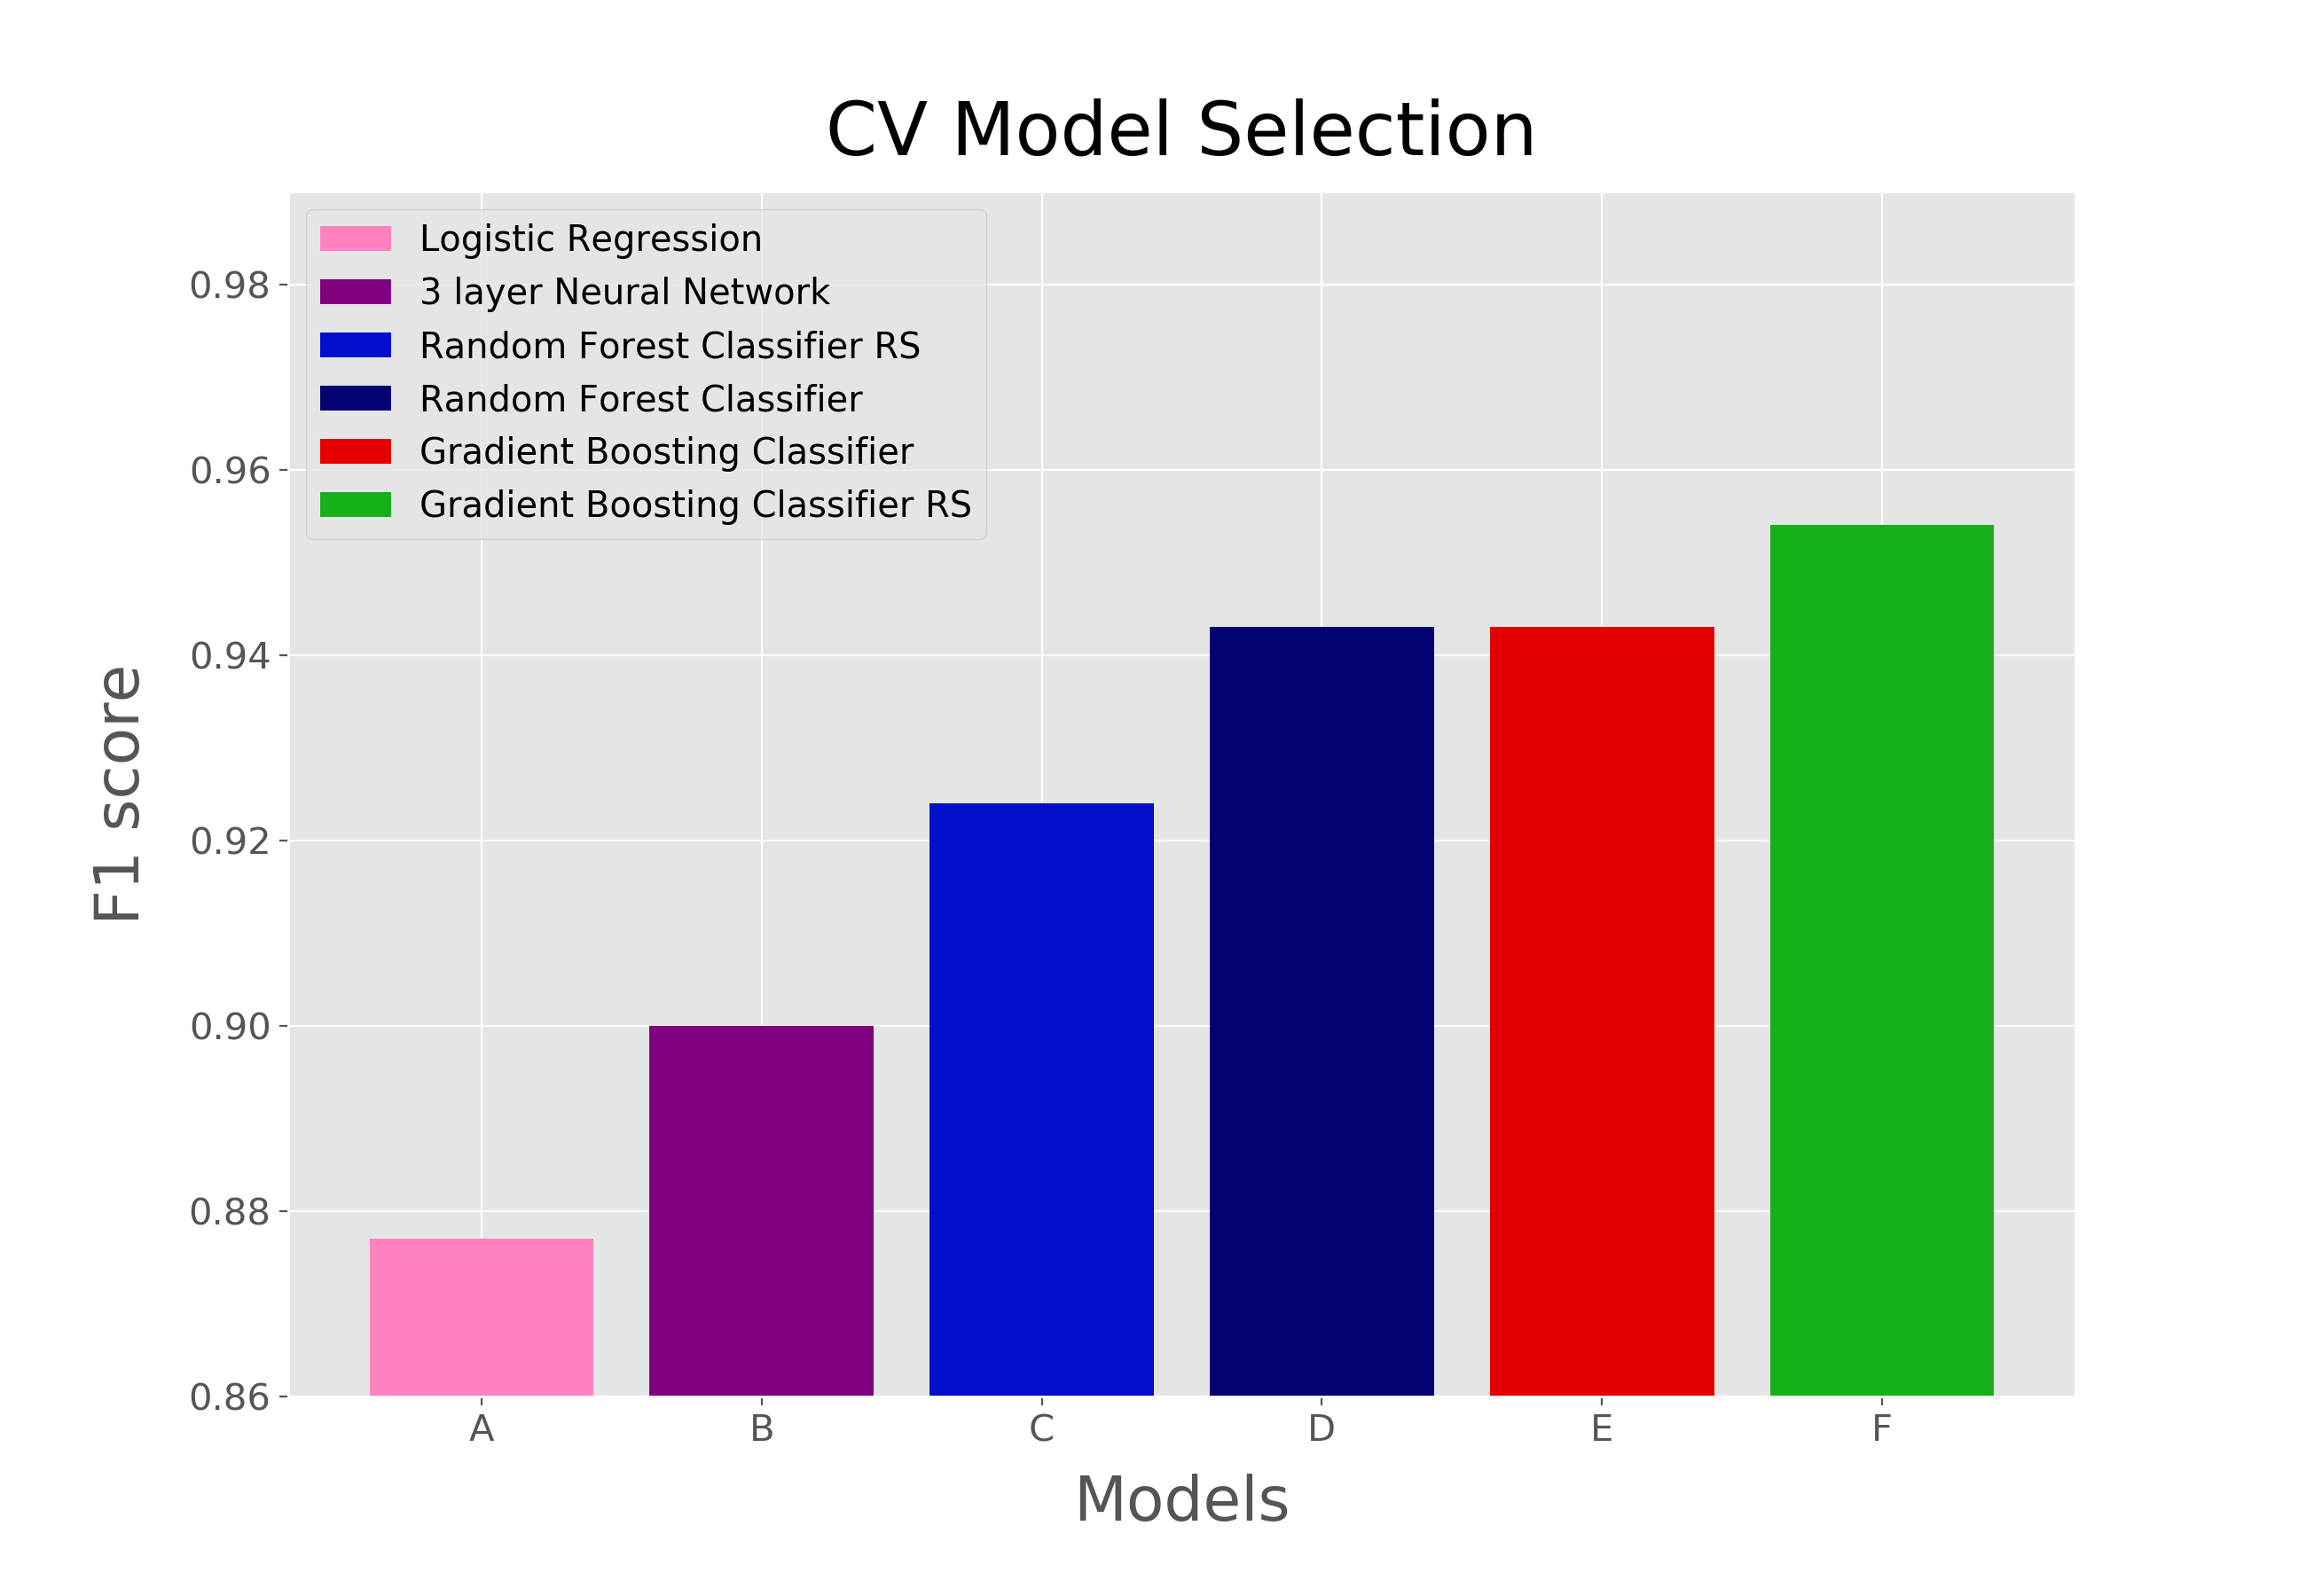 CV Model Selection
Logistic Regression
3 layer Neural Network
Random Forest Classifier RS
Random Forest Classifier
Gradient Boosting Classifier
Gradient Boosting Classifier RS
0.98
0.96
0.94
0.92
0.90
0.88
0.86
F1 score
A B C D E F
Models